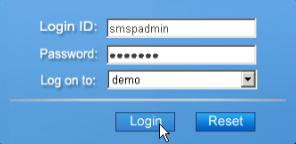 Login ID: smspadmin
Password: •••••••
Log on to: demo
Login Reset